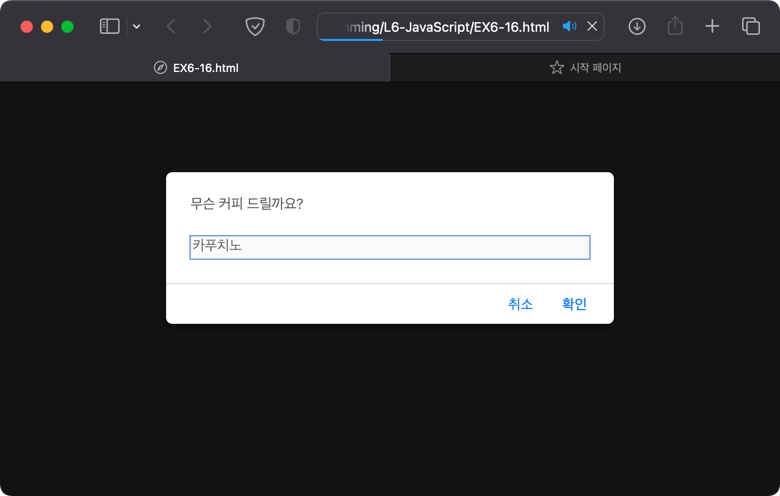 ming/L6-JavaScript/EX6-16.html
EX6-16.html
시작 페이지
무슨 커피 드릴까요?
카푸치노
취소
확인